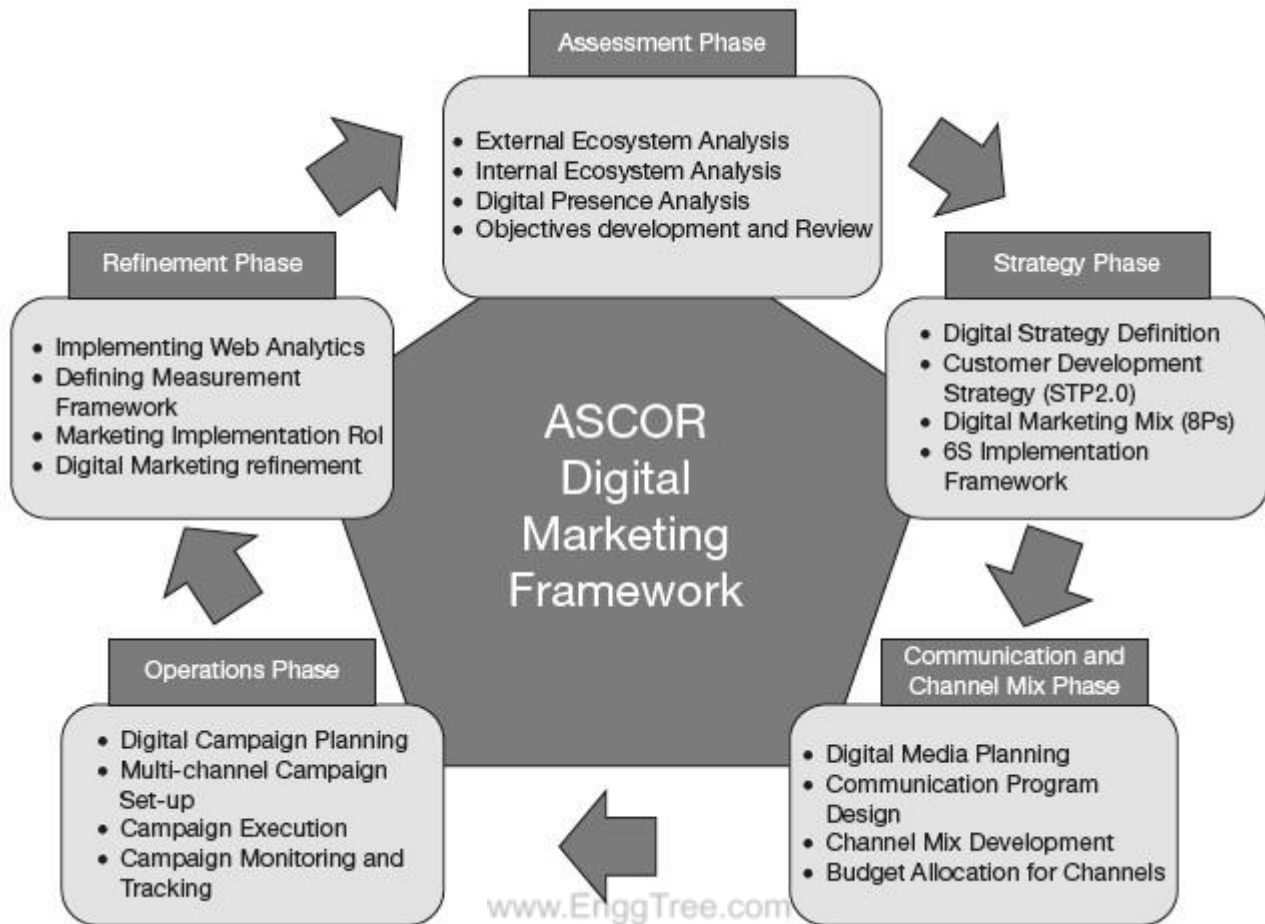 Assessment Phase
• External Ecosystem Analysis
• Internal Ecosystem Analysis
• Digital Presence Analysis
• Objectives development and Review
Strategy Phase
• Digital Strategy Definition
• Customer Development
Strategy (STP2.0)
• Digital Marketing Mix (8Ps)
• 6S Implementation
Framework
Communication and
Channel Mix Phase
• Digital Media Planning
• Communication Program
Design
• Channel Mix Development
• Budget Allocation for Channels
Operations Phase
• Digital Campaign Planning
• Multi-channel Campaign
Set-up
• Campaign Execution
• Campaign Monitoring and
Tracking
Refinement Phase
• Implementing Web Analytics
• Defining Measurement
Framework
• Marketing Implementation RoI
• Digital Marketing refinement
ASCOR
Digital
Marketing
Framework
www.EnggTree.com